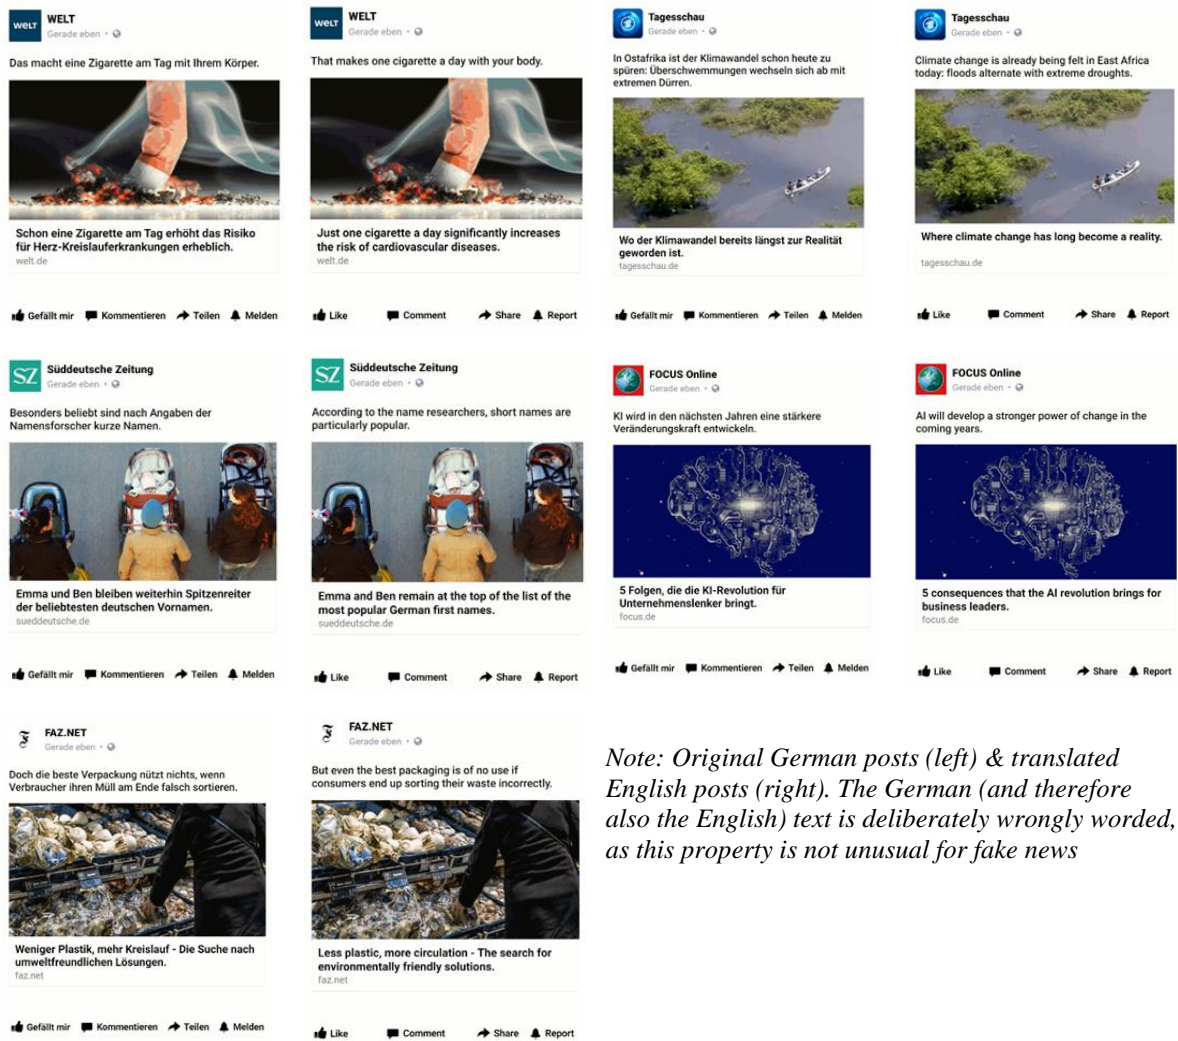 WELT
WELT
Gerade eben •
Das macht eine Zigarette am Tag mit Ihrem Körper.
Schon eine Zigarette am Tag erhöht das Risiko
für Herz-Kreislauferkrankungen erheblich.
welt.de
Gefällt mir Kommentieren Teilen Melden
WELT
WELT
Gerade eben •
That makes one cigarette a day with your body.
Just one cigarette a day significantly increases
the risk of cardiovascular diseases.
welt.de
Like Comment Share Report
Tagesschau
Gerade eben •
In Ostafrika ist der Klimawandel schon heute zu
spüren: Überschwemmungen wechseln sich ab mit
extremen Dürren.
Wo der Klimawandel bereits längst zur Realität
geworden ist.
tagesschau.de
Gefällt mir Kommentieren Teilen Melden
Tagesschau
Gerade eben •
Climate change is already being felt in East Africa
today: floods alternate with extreme droughts.
Where climate change has long become a reality.
tagesschau.de
Like Comment Share Report
SZ
Süddeutsche Zeitung
Gerade eben •
Besonders beliebt sind nach Angaben der
Namensforscher kurze Namen.
Emma und Ben bleiben weiterhin Spitzenreiter
der beliebtesten deutschen Vornamen.
sueddeutsche.de
Gefällt mir Kommentieren Teilen Melden
SZ
Süddeutsche Zeitung
Gerade eben •
According to the name researchers, short names are
particularly popular.
Emma and Ben remain at the top of the list of the
most popular German first names.
sueddeutsche.de
Like Comment Share Report
FOCUS Online
Gerade eben •
KI wird in den nächsten Jahren eine stärkere
Veränderungskraft entwickeln.
5 Folgen, die die KI-Revolution für
Unternehmenslenker bringt.
focus.de
Gefällt mir Kommentieren Teilen Melden
FOCUS Online
Gerade eben •
AI will develop a stronger power of change in the
coming years.
5 consequences that the AI revolution brings for
business leaders.
focus.de
Like Comment Share Report
F
FAZ.NET
Gerade eben •
Doch die beste Verpackung nützt nichts, wenn
Verbraucher ihren Müll am Ende falsch sortieren.
Weniger Plastik, mehr Kreislauf - Die Suche nach
umweltfreundlichen Lösungen.
faz.net
Gefällt mir Kommentieren Teilen Melden
F
FAZ.NET
Gerade eben •
But even the best packaging is of no use if
consumers end up sorting their waste incorrectly.
Less plastic, more circulation - The search for
environmentally friendly solutions.
faz.net
Like Comment Share Report
Note: Original German posts (left) & translated
English posts (right). The German (and therefore
also the English) text is deliberately wrongly worded,
as this property is not unusual for fake news